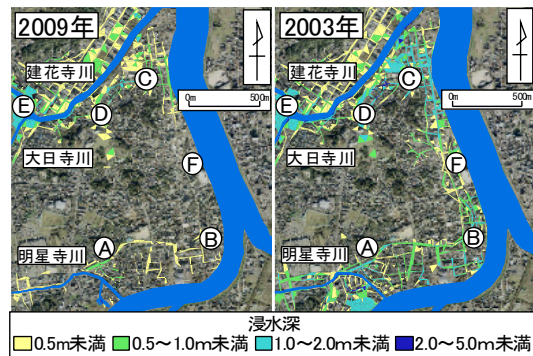 2009年
建花寺川
C
0m 500m
E
D
大日寺川
F
明星寺川
A
B
2003年
建花寺川
C
0m 500m
E
D
大日寺川
F
明星寺川
A
B
浸水深
0.5m未満 0.5～1.0m未満 1.0～2.0m未満 2.0～5.0m未満